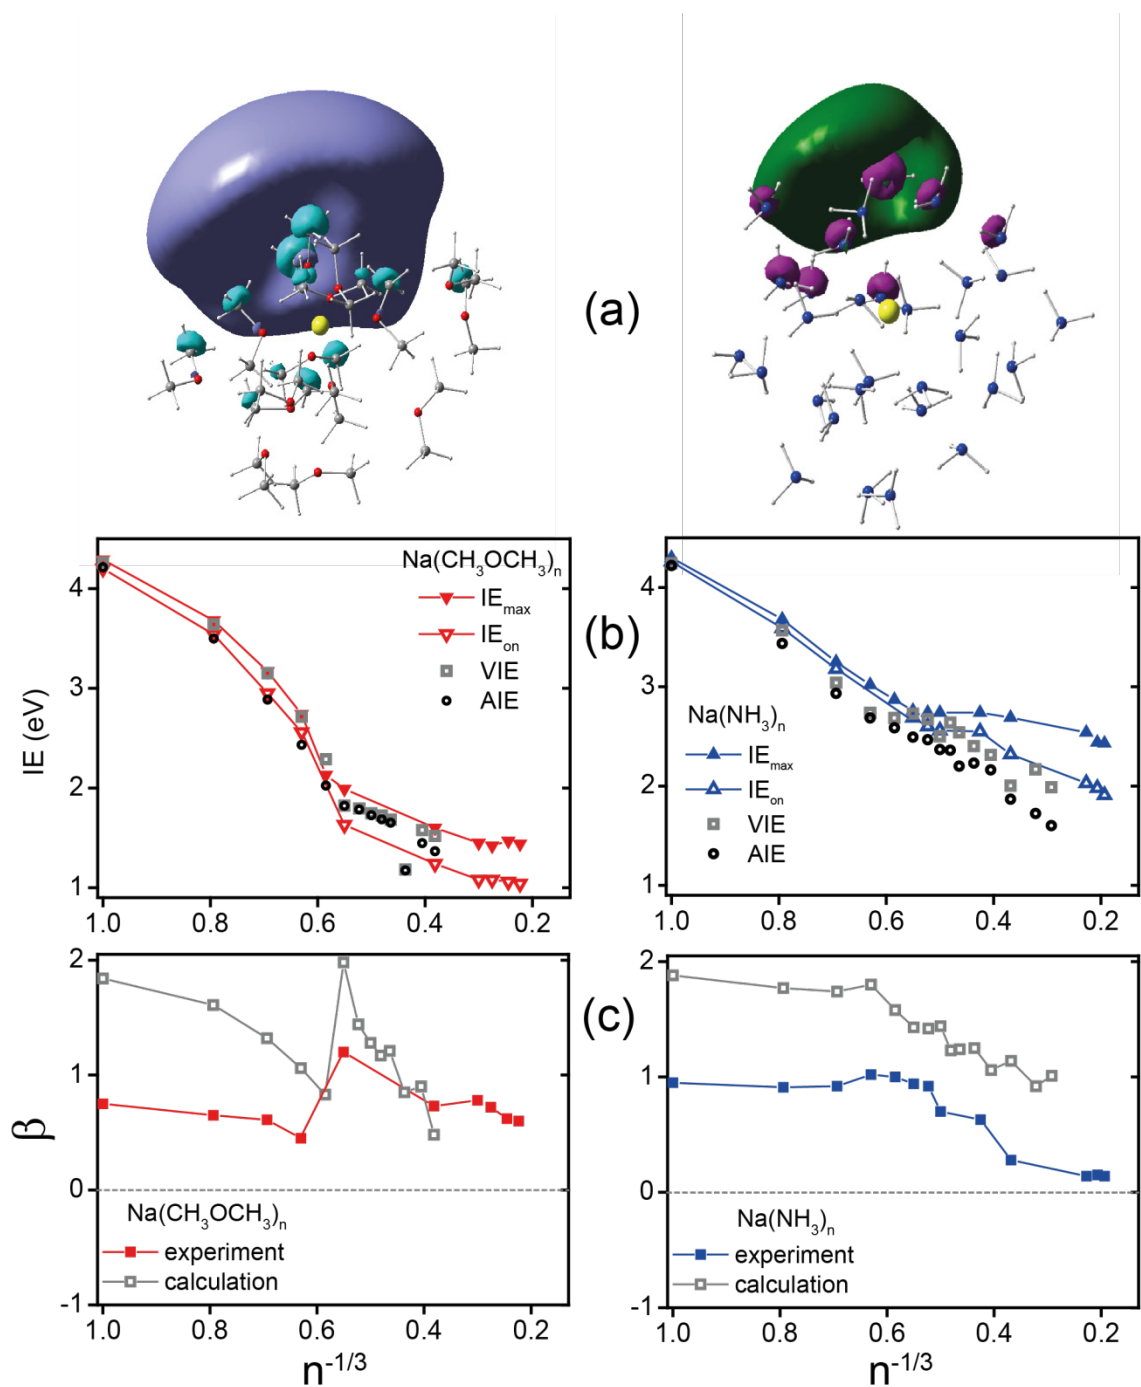 (a)
Na(CH₃OCH₃)ₙ
IEmax
IEon
VIE
AIE
4
3
2
1
IE (eV)
1.0 0.8 0.6 0.4 0.2
(b)
Na(NH₃)ₙ
IEmax
IEon
VIE
AIE
4
3
2
1
1.0 0.8 0.6 0.4 0.2
2
1
0
-1
β
Na(CH₃OCH₃)ₙ
experiment
calculation
1.0 0.8 0.6 0.4 0.2
n⁻¹/³
(c)
2
1
0
-1
Na(NH₃)ₙ
experiment
calculation
1.0 0.8 0.6 0.4 0.2
n⁻¹/³